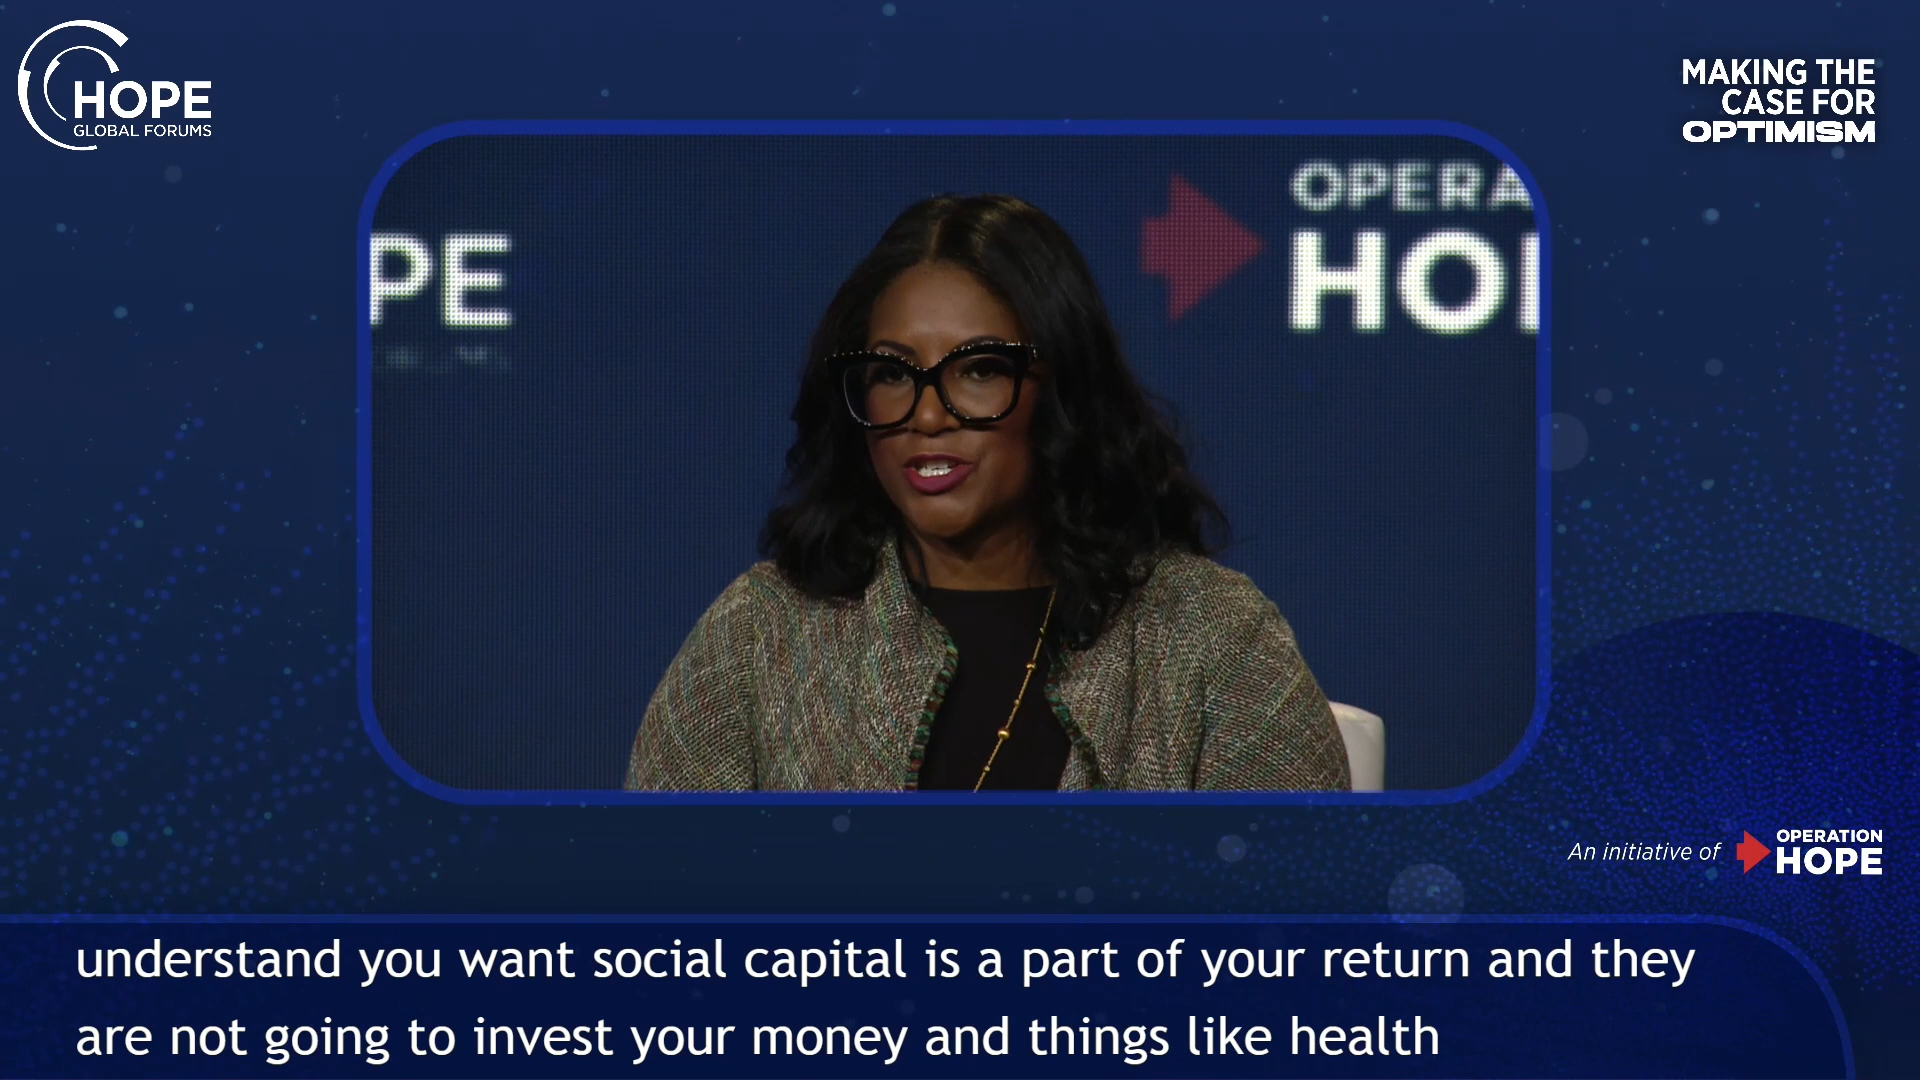 HOPE
GLOBAL FORUMS
MAKING THE
CASE FOR
OPTIMISM
PE
OPERA
HO
An initiative of
OPERATION
HOPE
understand you want social capital is a part of your return and they
are not going to invest your money and things like health